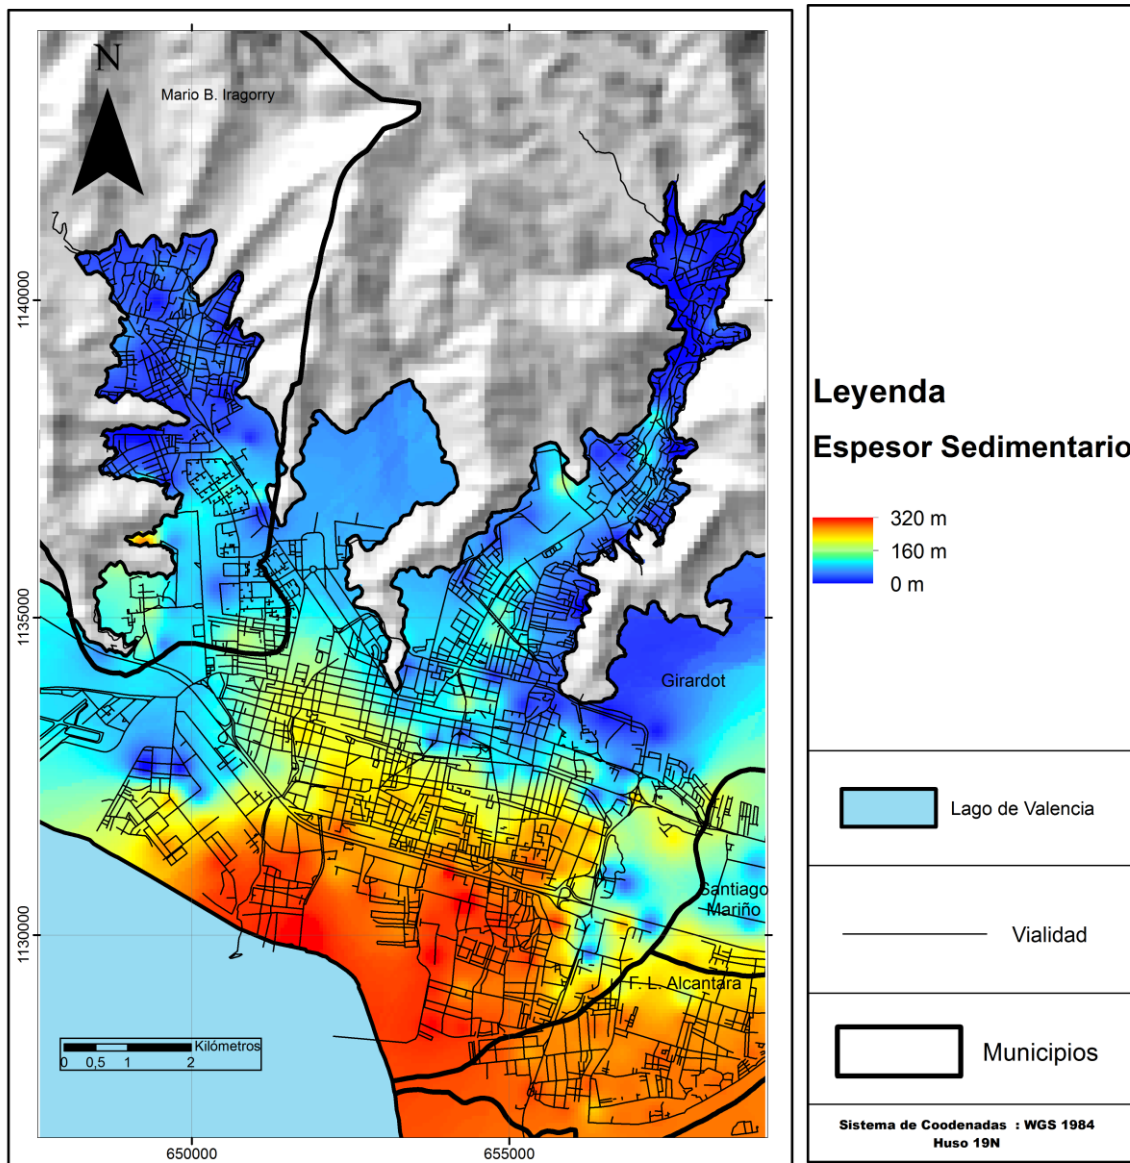 N
Mario B. Iragorry
1140000
1135000
1130000
Girardot
Santiago
Mariño
F. L. Alcantara
Kilómetros
0 0,5 1 2
650000 655000
Leyenda
Espesor Sedimentario
320 m
160 m
0 m
Lago de Valencia
Vialidad
Municipios
Sistema de Coodenadas : WGS 1984
Huso 19N